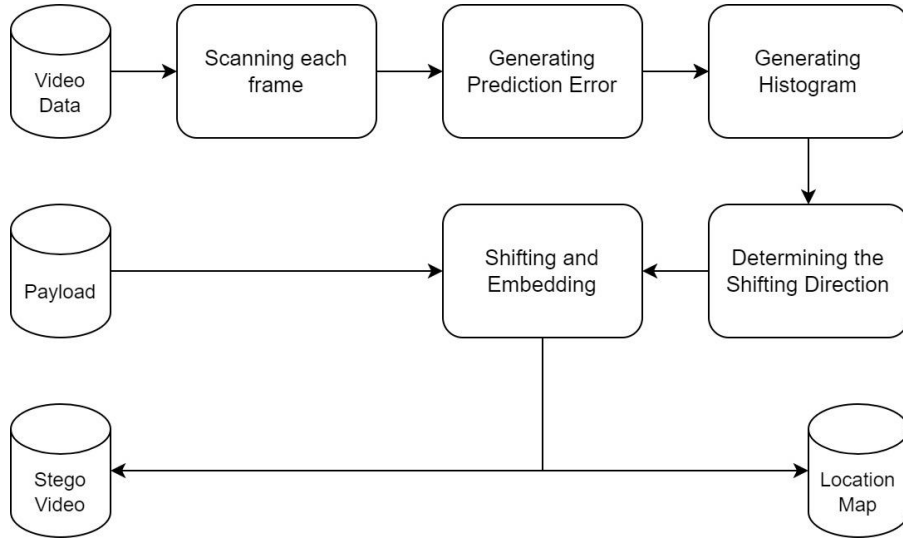 Video
Data
Scanning each
frame
Generating
Prediction Error
Generating
Histogram
Payload
Shifting and
Embedding
Determining the
Shifting Direction
Stego
Video
Location
Map